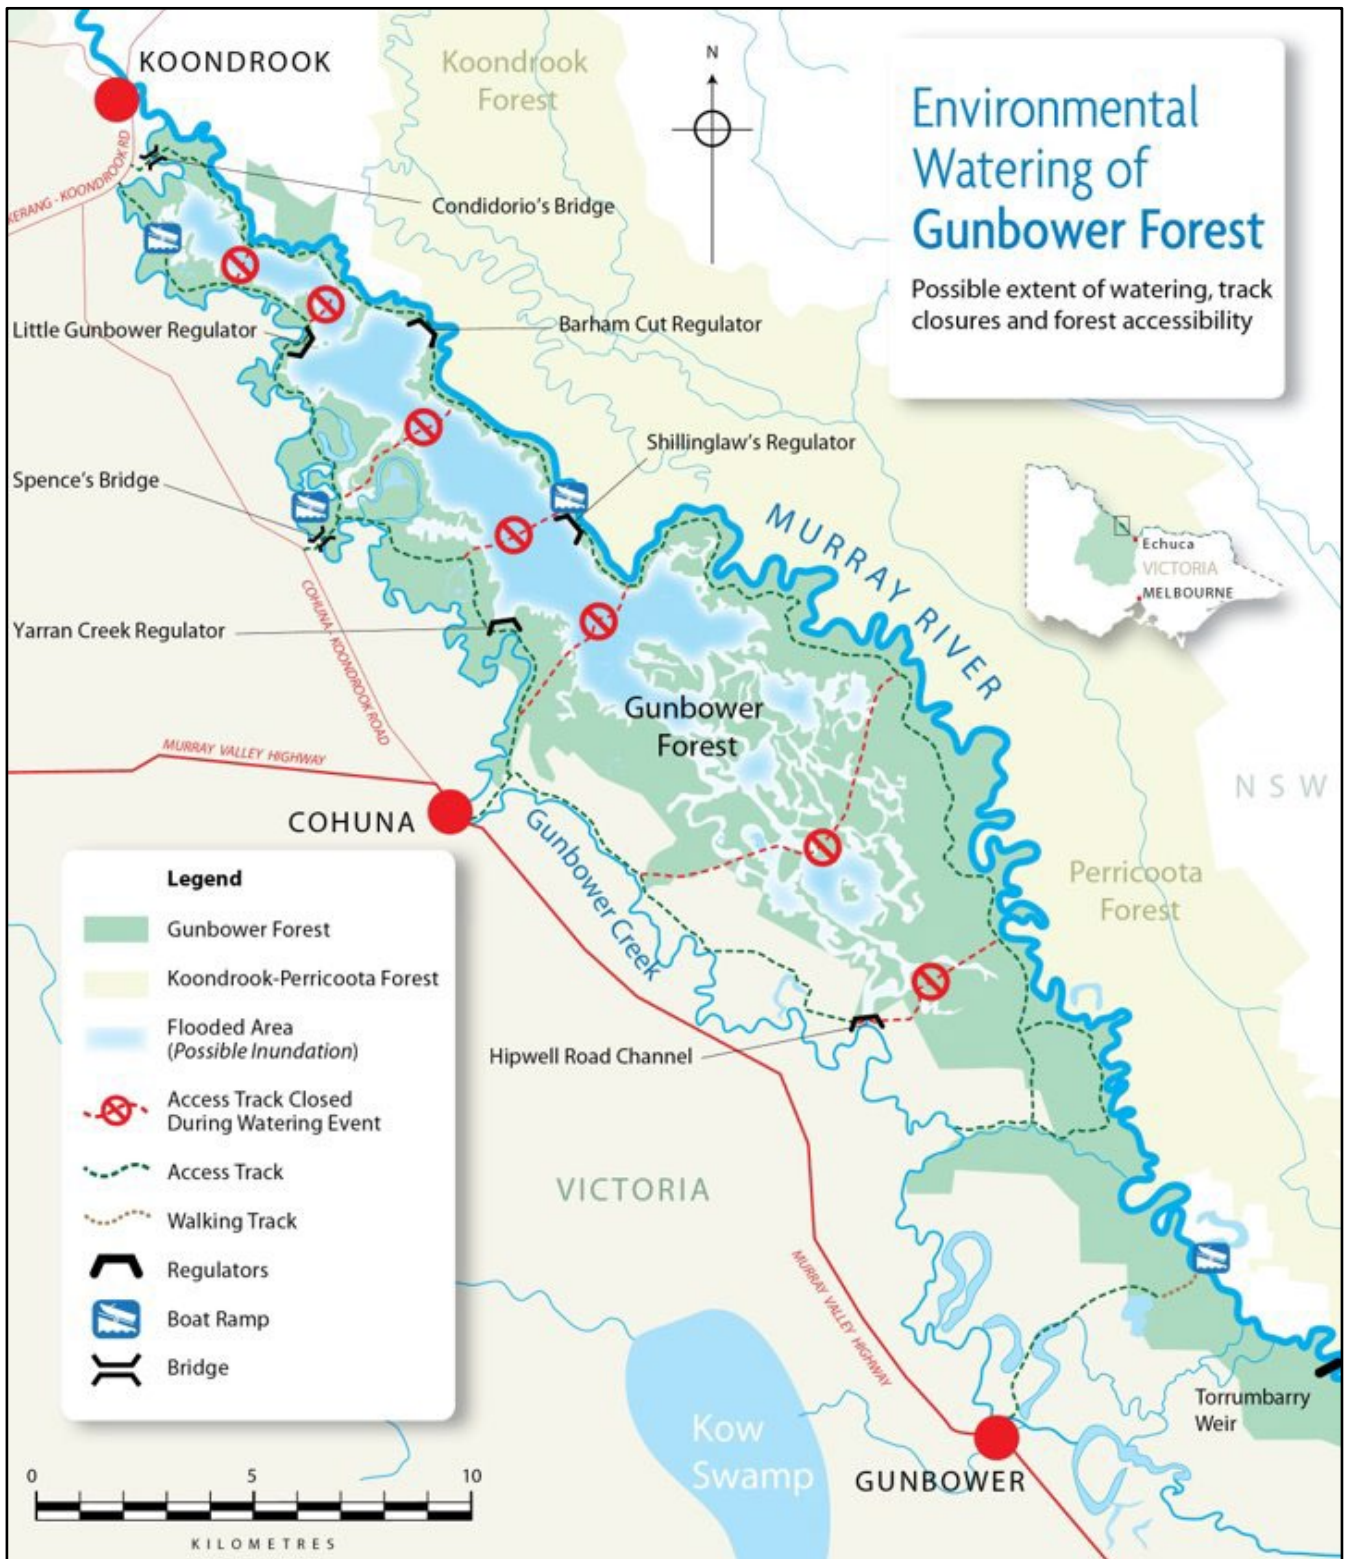 KOONDROOK
Koondrook
Forest
N
Environmental
Watering of
Gunbower Forest
Possible extent of watering, track
closures and forest accessibility
KERANG - KOONDROOK RD
Condidorio's Bridge
Little Gunbower Regulator
Barham Cut Regulator
Shillinglaw's Regulator
Spence's Bridge
MURRAY RIVER
Echuca
VICTORIA
MELBOURNE
Yarran Creek Regulator
COHUNA - KOONDROOK ROAD
Gunbower
Forest
MURRAY VALLEY HIGHWAY
NSW
COHUNA
Gunbower Creek
Perricoota
Forest
Legend
Gunbower Forest
Koondrook-Perricoota Forest
Flooded Area
(Possible Inundation)
Access Track Closed
During Watering Event
Access Track
Walking Track
Regulators
Boat Ramp
Bridge
Hipwell Road Channel
VICTORIA
MURRAY VALLEY HIGHWAY
Torrumbarry
Weir
Kow
Swamp
GUNBOWER
0 5 10
KILOMETRES